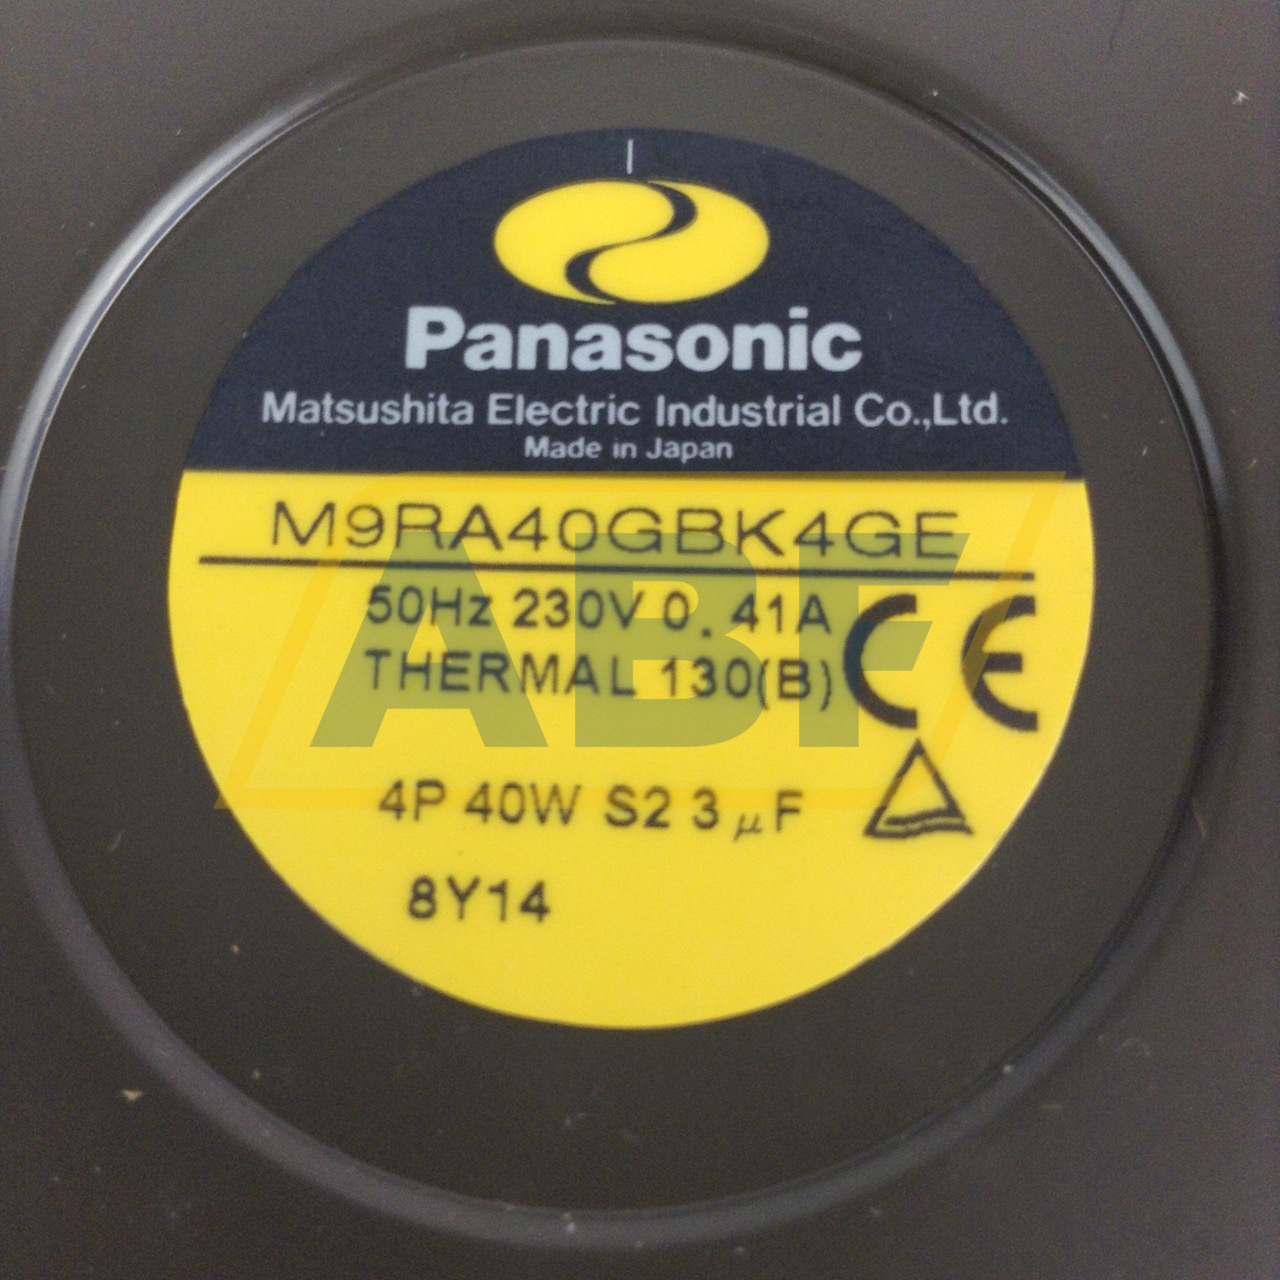 Panasonic
Matsushita Electric Industrial Co.,Ltd.
Made in Japan
M9RA40GBK4GE
50Hz 230V 0.41A
THERMAL 130(B)
CE
4P 40W S2 3μF
8Y14
ABF